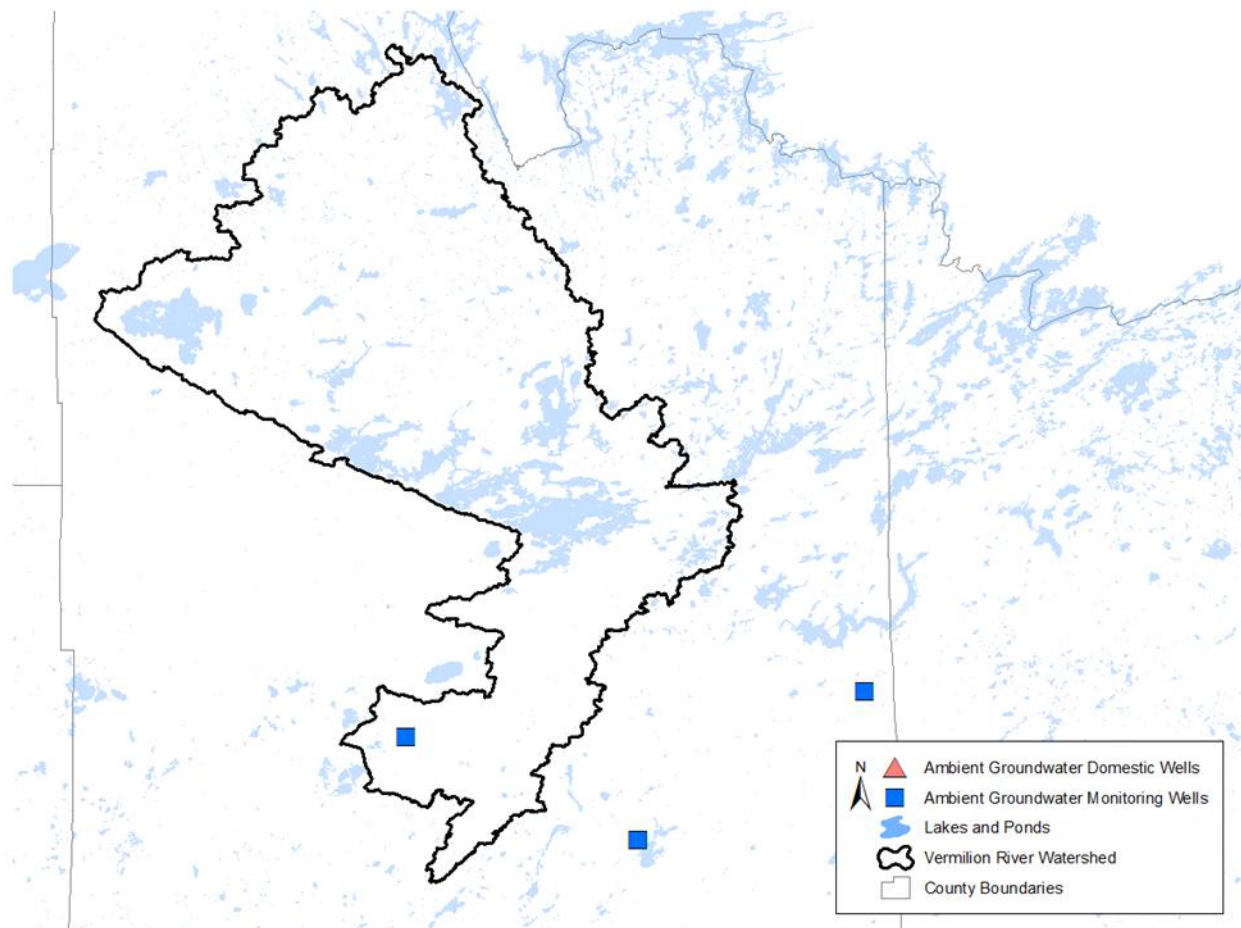 N
Ambient Groundwater Domestic Wells
Ambient Groundwater Monitoring Wells
Lakes and Ponds
Vermilion River Watershed
County Boundaries